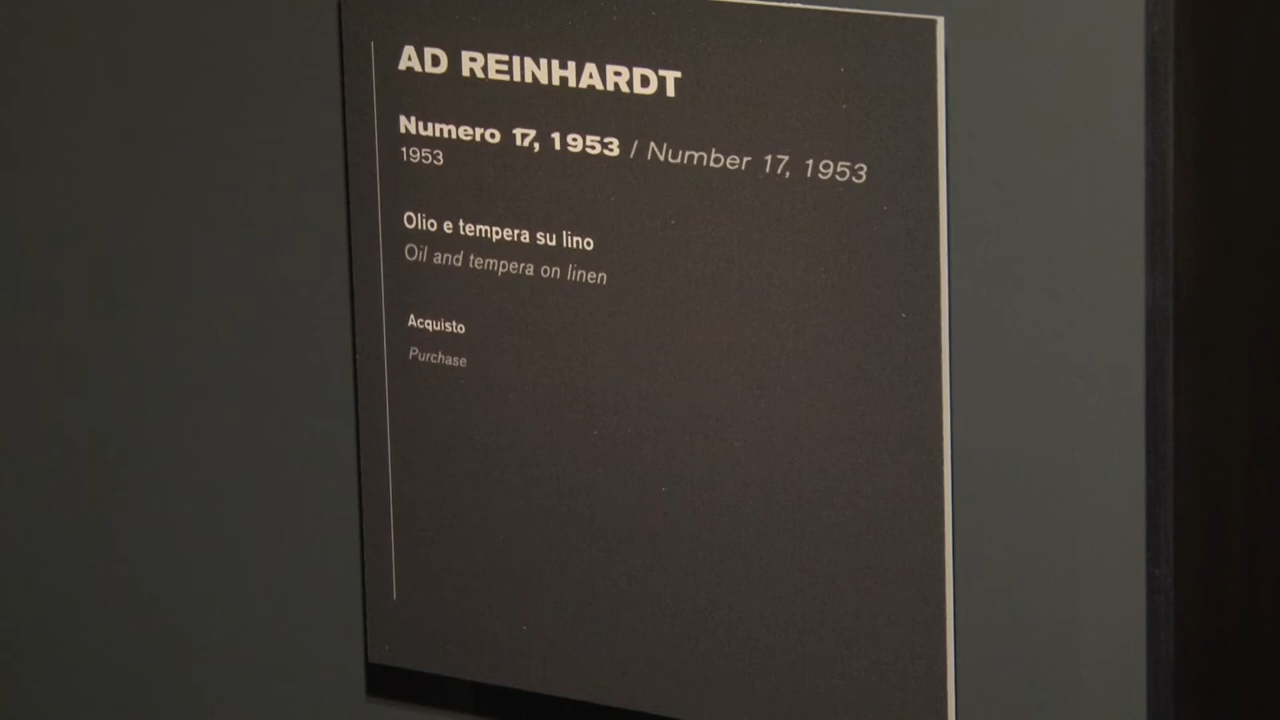 AD REINHARDT
Numero 17, 1953 / Number 17, 1953
1953
Olio e tempera su lino
Oil and tempera on linen
Acquisto
Purchase